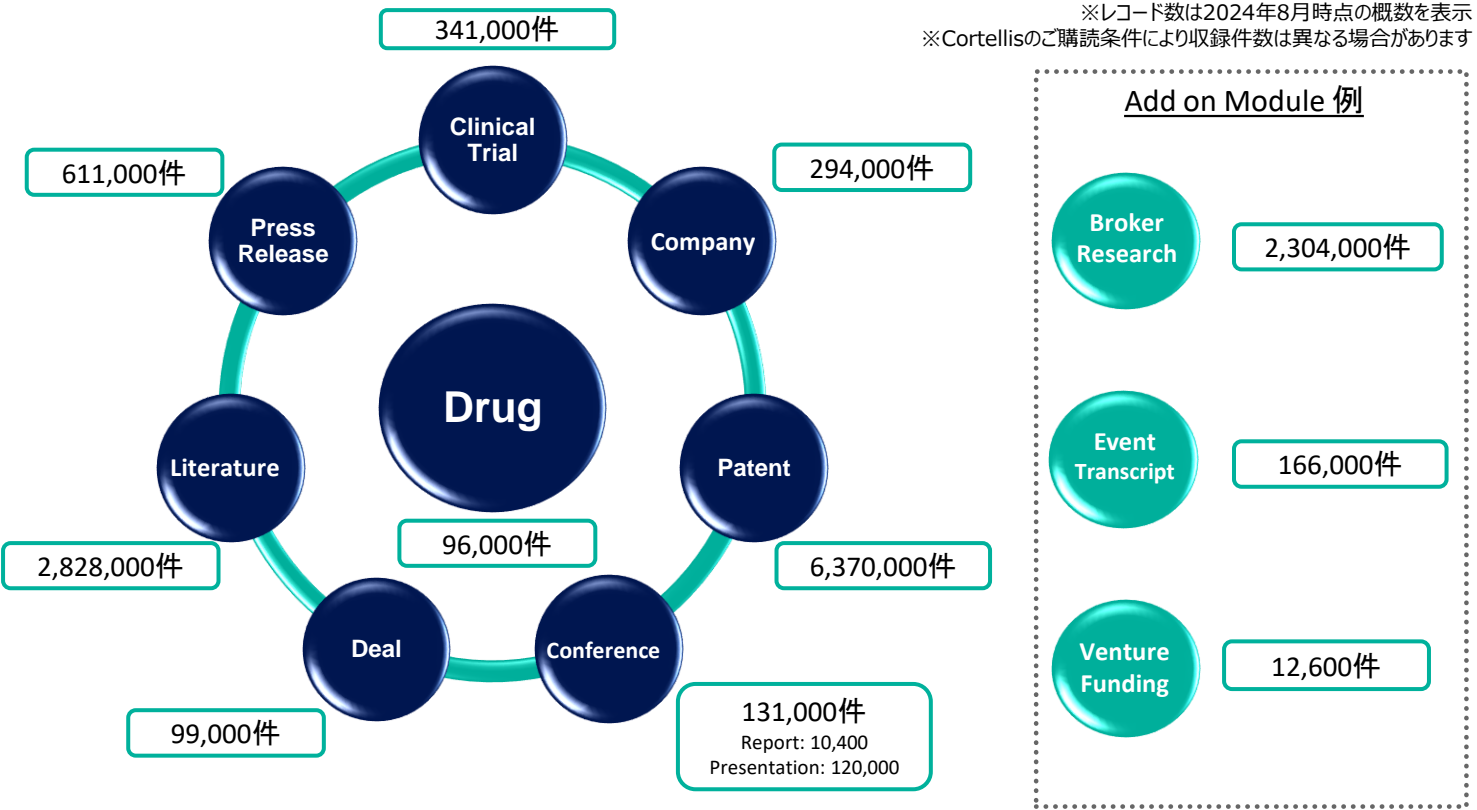 ※レコード数は2024年8月時点の概数を表示
※Cortellisのご購読条件により収録件数は異なる場合があります
341,000件
Clinical
Trial
611,000件
Press
Release
294,000件
Company
Drug
96,000件
Literature
2,828,000件
Patent
6,370,000件
Deal
99,000件
Conference
131,000件
Report: 10,400
Presentation: 120,000
Add on Module 例
Broker
Research
2,304,000件
Event
Transcript
166,000件
Venture
Funding
12,600件